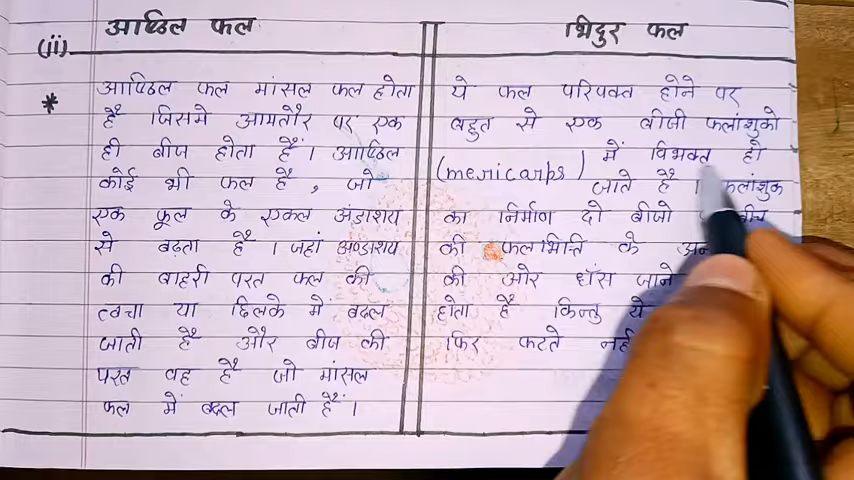 (ii) आष्ठिल फल
* आष्ठिल फल मांसल फल होता
है जिसमे आमतौर पर एक
ही बीज होता हैं। आष्ठिल
कोई भी फल है, जो
एक फूल के एकल अंडाशय
से बढ़ता है। जहां अण्डाशय
की बाहरी परत फल की
त्वचा या छिलके में बदल
जाती है और बीज की
परत वह है जो मांसल
फल में बदल जाती हैं।
भिदुर फल
ये फल परिपक्व होने पर
बहुत से एक बीजी फलांशुको
(mericarps) में विभक्त हो
जाते है। फलांशुक
का निर्माण दो बीजो
की फलभित्ति के
की ओर धॅस जाने
होता है किन्तु ये
फिर फटते